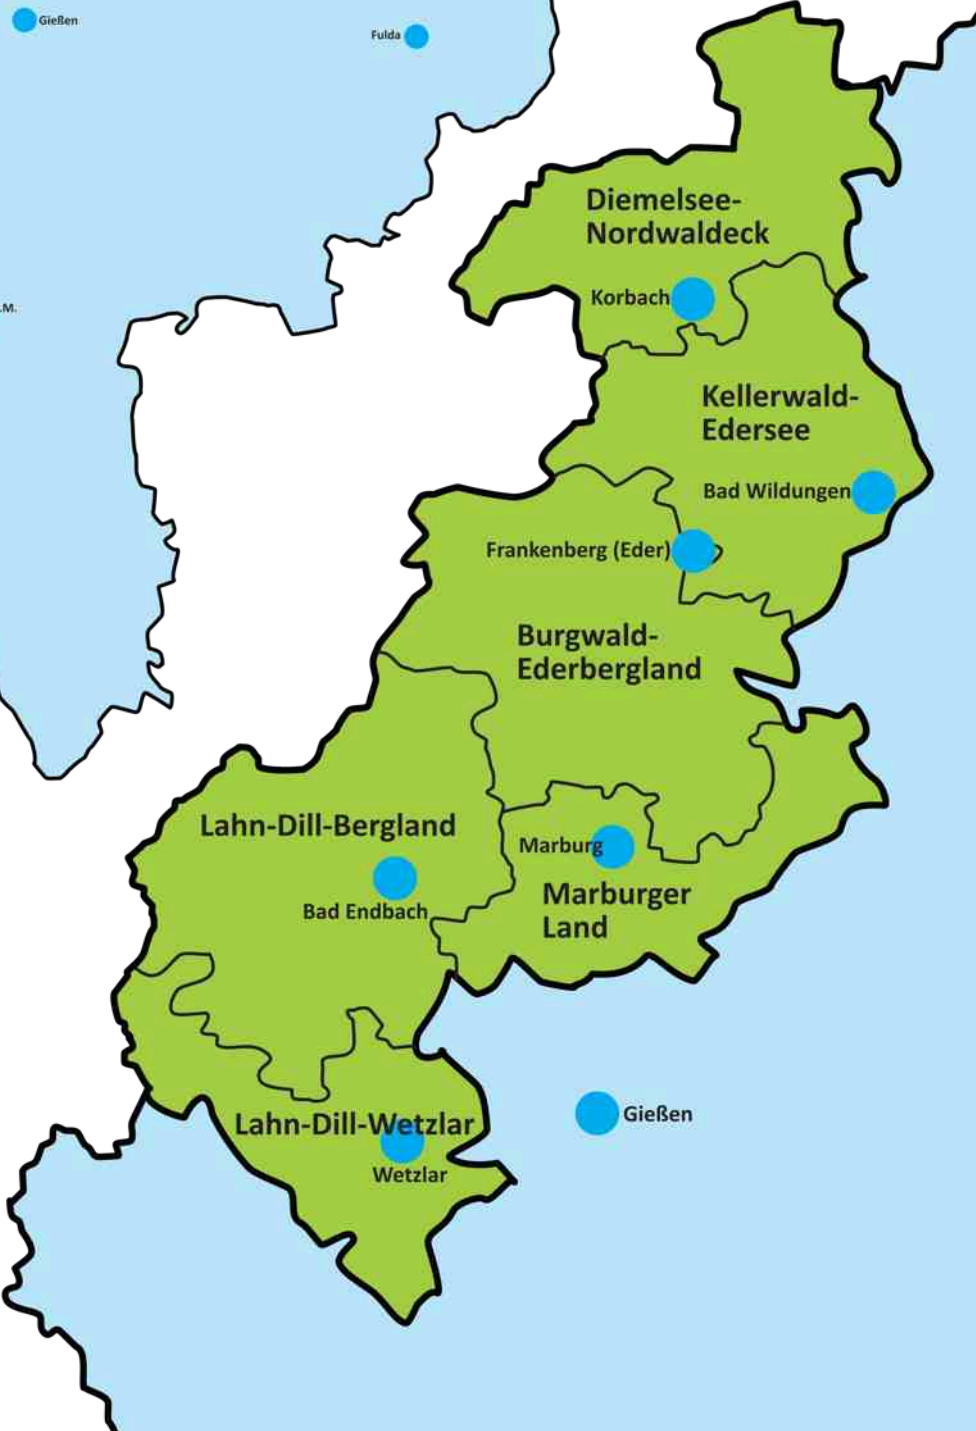 Gießen
Fulda
.M.
Diemelsee-
Nordwaldeck
Korbach
Kellerwald-
Edersee
Bad Wildungen
Frankenberg (Eder)
Burgwald-
Ederbergland
Lahn-Dill-Bergland
Marburg
Bad Endbach
Marburger
Land
Gießen
Lahn-Dill-Wetzlar
Wetzlar